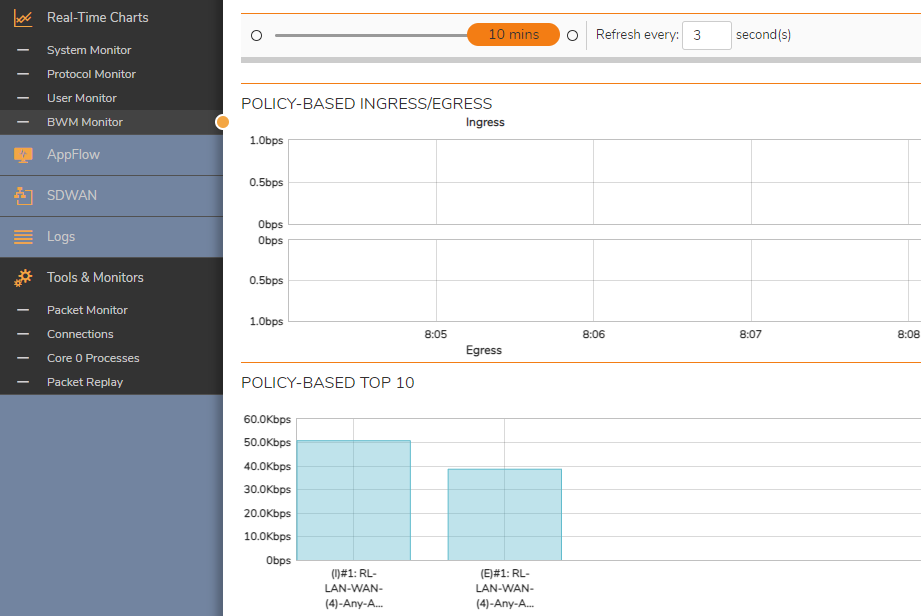 Real-Time Charts
System Monitor
Protocol Monitor
User Monitor
BWM Monitor
AppFlow
SDWAN
Logs
Tools & Monitors
Packet Monitor
Connections
Core 0 Processes
Packet Replay
10 mins
Refresh every: 3 second(s)
POLICY-BASED INGRESS/EGRESS
Ingress
1.0bps
0.5bps
0bps
0bps
0.5bps
1.0bps
8:05 8:06 8:07 8:08
Egress
POLICY-BASED TOP 10
60.0Kbps
50.0Kbps
40.0Kbps
30.0Kbps
20.0Kbps
10.0Kbps
0bps
(I)#1: RL-
LAN-WAN-
(4)-Any-A...
(E)#1: RL-
LAN-WAN-
(4)-Any-A...